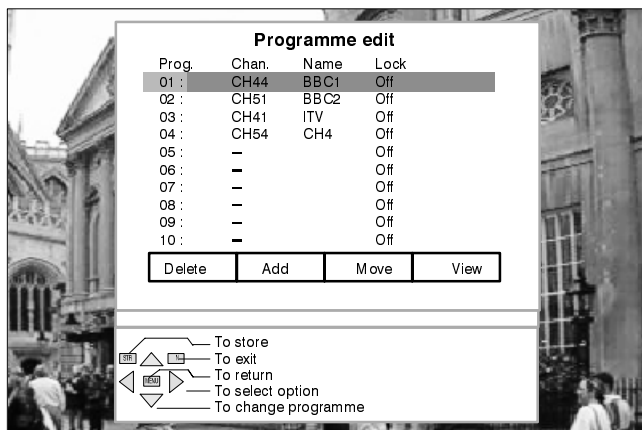 Programme edit
Prog. Chan. Name Lock
01 : CH44 BBC1 Off
02 : CH51 BBC2 Off
03 : CH41 ITV Off
04 : CH54 CH4 Off
05 : – Off
06 : – Off
07 : – Off
08 : – Off
09 : – Off
10 : – Off
Delete Add Move View
To store
STR N To exit
MENU To return
To select option
To change programme